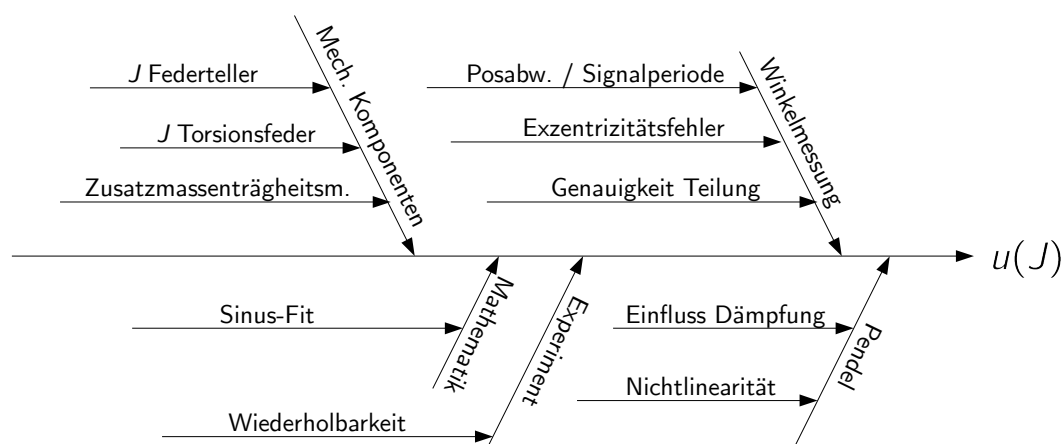 Mech. Komponenten
J Federteller
J Torsionsfeder
Zusatzmassenträgheitsm.
Winkelmessung
Posabw. / Signalperiode
Exzentrizitätsfehler
Genauigkeit Teilung
u(J)
Mathematik
Sinus-Fit
Experiment
Wiederholbarkeit
Pendel
Einfluss Dämpfung
Nichtlinearität